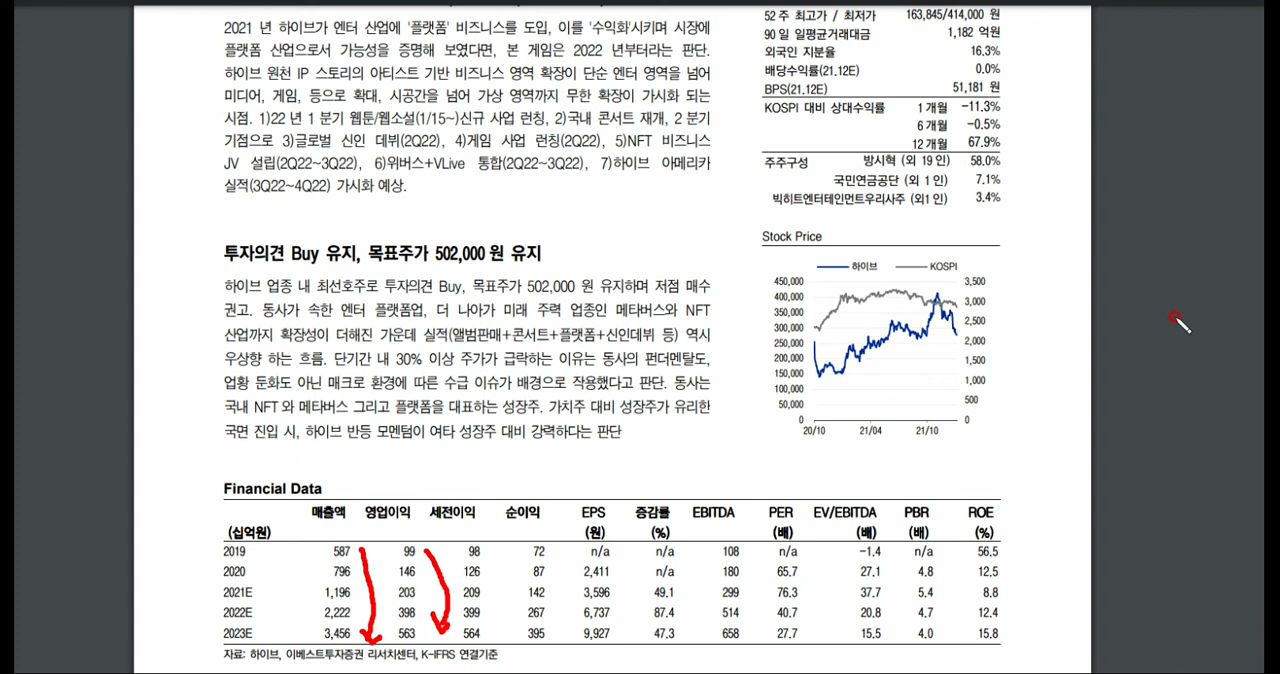 2021 년 하이브가 엔터 산업에 '플랫폼' 비즈니스를 도입, 이를 '수익화'시키며 시장에
플랫폼 산업으로서 가능성을 증명해 보였다면, 본 게임은 2022 년부터라는 판단.
하이브 원천 IP 스토리의 아티스트 기반 비즈니스 영역 확장이 단순 엔터 영역을 넘어
미디어, 게임, 등으로 확대, 시공간을 넘어 가상 영역까지 무한 확장이 가시화 되는
시점. 1)22 년 1 분기 웹툰/웹소설(1/15~)신규 사업 런칭, 2)국내 콘서트 재개, 2 분기
기점으로 3)글로벌 신인 데뷔(2Q22), 4)게임 사업 런칭(2Q22), 5)NFT 비즈니스
JV 설립(2Q22~3Q22), 6)위버스+VLive 통합(2Q22~3Q22), 7)하이브 아메리카
실적(3Q22~4Q22) 가시화 예상.
투자의견 Buy 유지, 목표주가 502,000 원 유지
하이브 업종 내 최선호주로 투자의견 Buy, 목표주가 502,000 원 유지하며 저점 매수
권고. 동사가 속한 엔터 플랫폼업, 더 나아가 미래 주력 업종인 메타버스와 NFT
산업까지 확장성이 더해진 가운데 실적(앨범판매+콘서트+플랫폼+신인데뷔 등) 역시
우상향 하는 흐름. 단기간 내 30% 이상 주가가 급락하는 이유는 동사의 펀더멘탈도,
업황 둔화도 아닌 매크로 환경에 따른 수급 이슈가 배경으로 작용했다고 판단. 동사는
국내 NFT 와 메타버스 그리고 플랫폼을 대표하는 성장주. 가치주 대비 성장주가 유리한
국면 진입 시, 하이브 반등 모멘텀이 여타 성장주 대비 강력하다는 판단
52 주 최고가 / 최저가 163,845/414,000 원
90 일 일평균거래대금 1,182 억원
외국인 지분율 16.3%
배당수익률(21.12E) 0.0%
BPS(21.12E) 51,181 원
KOSPI 대비 상대수익률 1 개월 -11.3%
6 개월 -0.5%
12 개월 67.9%
주주구성 방시혁 (외 19 인) 58.0%
국민연금공단 (외 1 인) 7.1%
빅히트엔터테인먼트우리사주 (외1 인) 3.4%
Stock Price
하이브 KOSPI
450,000 3,500
400,000 3,000
350,000
300,000 2,500
250,000 2,000
200,000 1,500
150,000
100,000 1,000
50,000 500
0 0
20/10 21/04 21/10
Financial Data
매출액 영업이익 세전이익 순이익 EPS 증감률 EBITDA PER EV/EBITDA PBR ROE
(십억원) (원) (%) (배) (배) (배) (%)
2019 587 99 98 72 n/a n/a 108 n/a -1.4 n/a 56.5
2020 796 146 126 87 2,411 n/a 180 65.7 27.1 4.8 12.5
2021E 1,196 203 209 142 3,596 49.1 299 76.3 37.7 5.4 8.8
2022E 2,222 398 399 267 6,737 87.4 514 40.7 20.8 4.7 12.4
2023E 3,456 563 564 395 9,927 47.3 658 27.7 15.5 4.0 15.8
자료: 하이브, 이베스트투자증권 리서치센터, K-IFRS 연결기준